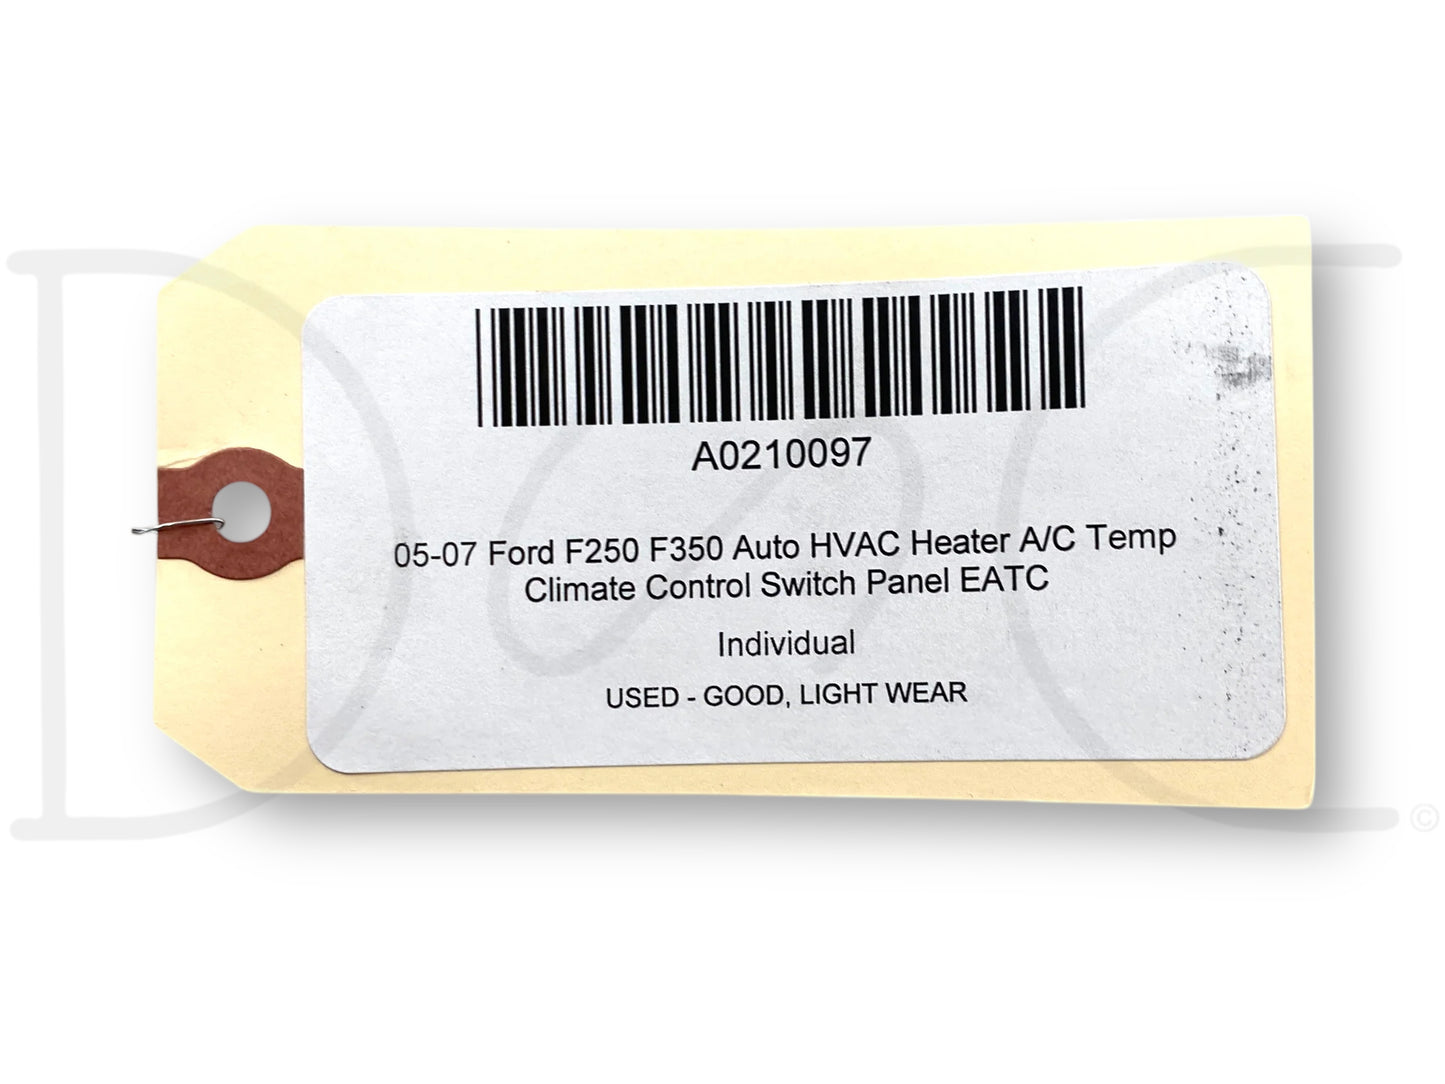 A0210097
05-07 Ford F250 F350 Auto HVAC Heater A/C Temp
Climate Control Switch Panel EATC
Individual
USED - GOOD, LIGHT WEAR
D n C ©